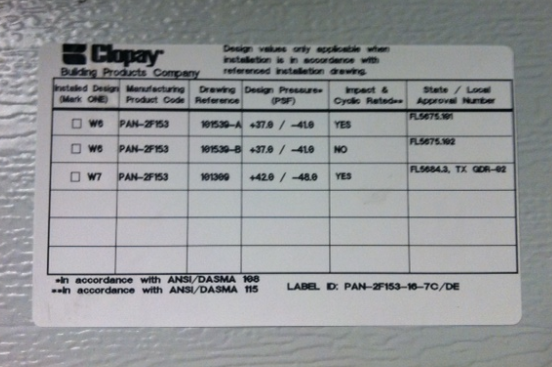 Clopay®
Building Products Company
Design values only applicable when
installation is in accordance with
referenced installation drawing.
Installed Design (Mark ONE) Manufacturing Product Code Drawing Reference Design Pressure* (PSF) Impact & Cyclic Rated** State / Local Approval Number
☐ W6 PAN-2F153 101539-A +37.0 / -41.0 YES FL5675.101
☐ W6 PAN-2F153 101539-B +37.0 / -41.0 NO FL5675.102
☐ W7 PAN-2F153 101309 +42.0 / -48.0 YES FL5684.3, TX GDR-02
*In accordance with ANSI/DASMA 108
**In accordance with ANSI/DASMA 115
LABEL ID: PAN-2F153-16-7C/DE